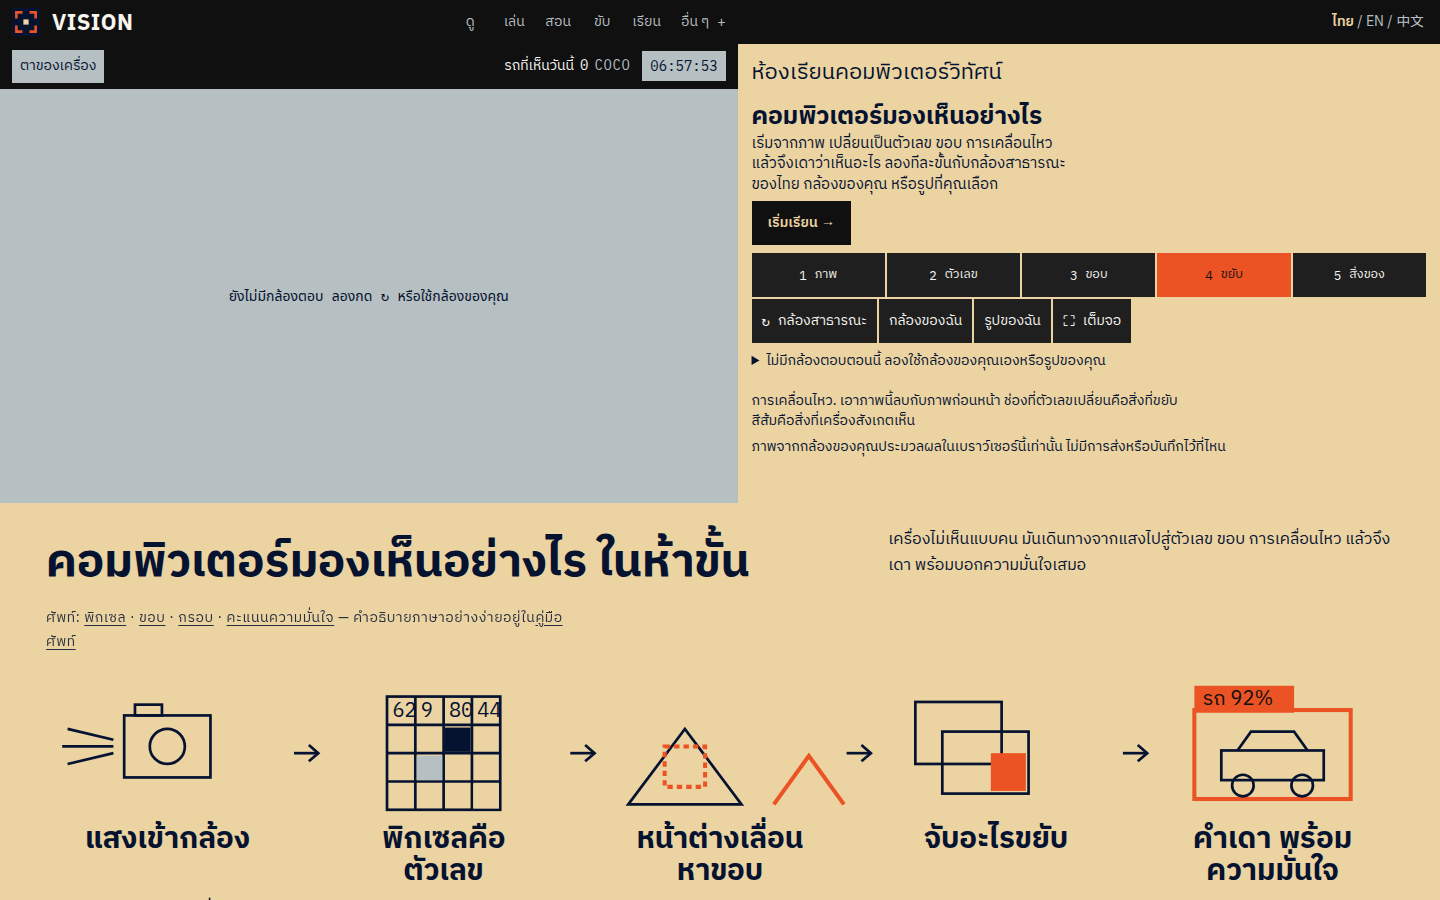 VISION
ดู เล่น สอน ขับ เรียน อื่นๆ +
ไทย / EN / 中文
ตาของเครื่อง
รถที่เห็นวันนี้ 0 COCO
06:57:53
ยังไม่มีกล้องตอบ ลองกด ↻ หรือใช้กล้องของคุณ
ห้องเรียนคอมพิวเตอร์วิทัศน์
คอมพิวเตอร์มองเห็นอย่างไร
เริ่มจากภาพ เปลี่ยนเป็นตัวเลข ขอบ การเคลื่อนไหว
แล้วจึงเดาว่าเห็นอะไร ลองทีละขั้นกับกล้องสาธารณะ
ของไทย กล้องของคุณ หรือรูปที่คุณเลือก
เริ่มเรียน →
1 ภาพ
2 ตัวเลข
3 ขอบ
4 ขยับ
5 สิ่งของ
↻ กล้องสาธารณะ
กล้องของฉัน
รูปของฉัน
⛶ เต็มจอ
▶ ไม่มีกล้องตอบตอนนี้ ลองใช้กล้องของคุณเองหรือรูปของคุณ
การเคลื่อนไหว. เอาภาพนี้ลบกับภาพก่อนหน้า ช่องที่ตัวเลขเปลี่ยนคือสิ่งที่ขยับ
สีส้มคือสิ่งที่เครื่องสังเกตเห็น
ภาพจากกล้องของคุณประมวลผลในเบราว์เซอร์นี้เท่านั้น ไม่มีการส่งหรือบันทึกไว้ที่ไหน
คอมพิวเตอร์มองเห็นอย่างไร ในห้าขั้น
เครื่องไม่เห็นแบบคน มันเดินทางจากแสงไปสู่ตัวเลข ขอบ การเคลื่อนไหว แล้วจึง
เดา พร้อมบอกความมั่นใจเสมอ
ศัพท์: พิกเซล · ขอบ · กรอบ · คะแนนความมั่นใจ — คำอธิบายภาษาอย่างง่ายอยู่ในคู่มือ
ศัพท์
62 9 80 44
รถ 92%
แสงเข้ากล้อง
พิกเซลคือ
ตัวเลข
หน้าต่างเลื่อน
หาขอบ
จับอะไรขยับ
คำเดา พร้อม
ความมั่นใจ